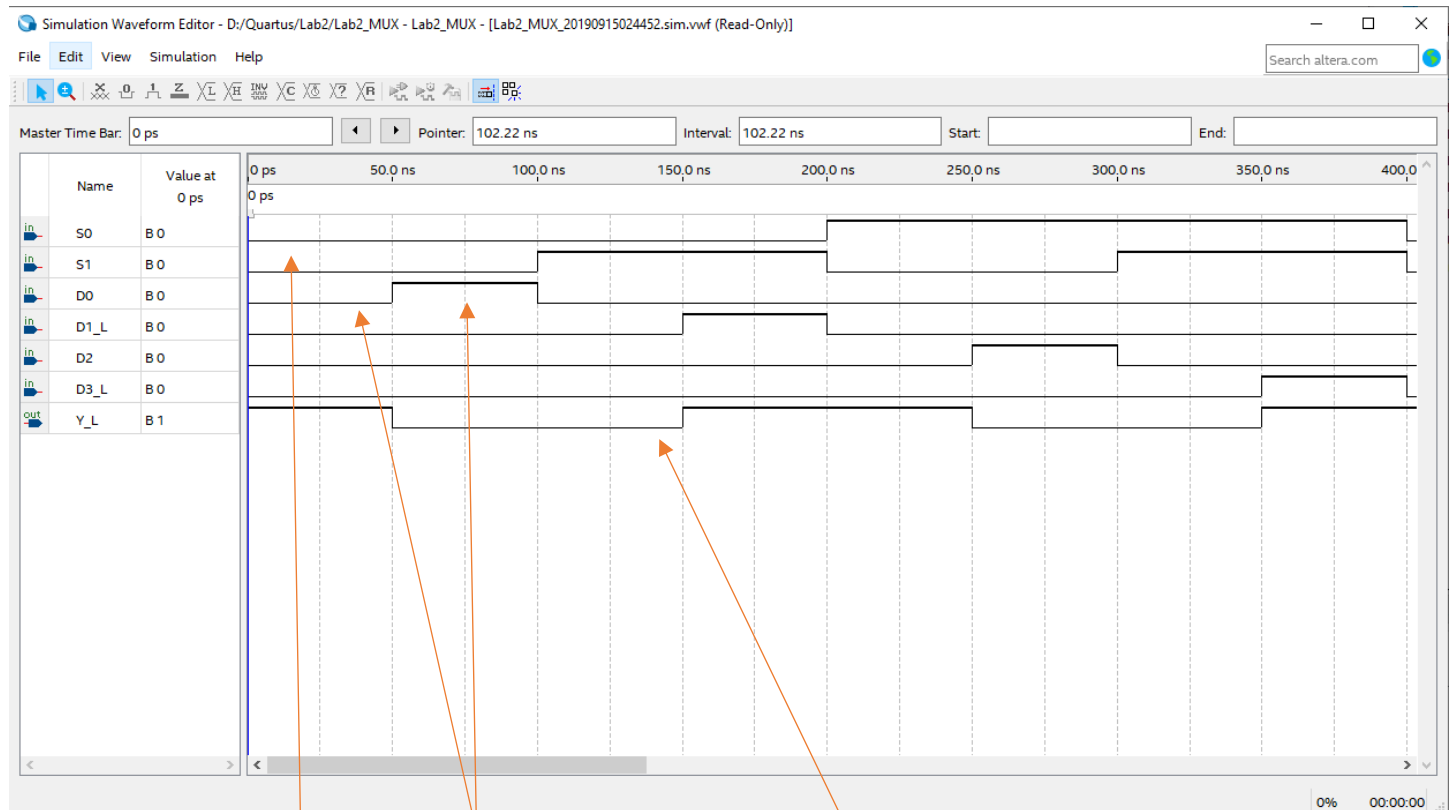 Simulation Waveform Editor - D:/Quartus/Lab2/Lab2_MUX - Lab2_MUX - [Lab2_MUX_20190915024452.sim.vwf (Read-Only)]
File Edit View Simulation Help
Search altera.com
Master Time Bar: 0 ps Pointer: 102.22 ns Interval: 102.22 ns Start: End:
Name Value at 0 ps
0 ps 50.0 ns 100.0 ns 150.0 ns 200.0 ns 250.0 ns 300.0 ns 350.0 ns 400.0
0 ps
in S0 B 0
in S1 B 0
in D0 B 0
in D1_L B 0
in D2 B 0
in D3_L B 0
out Y_L B 1
0% 00:00:00